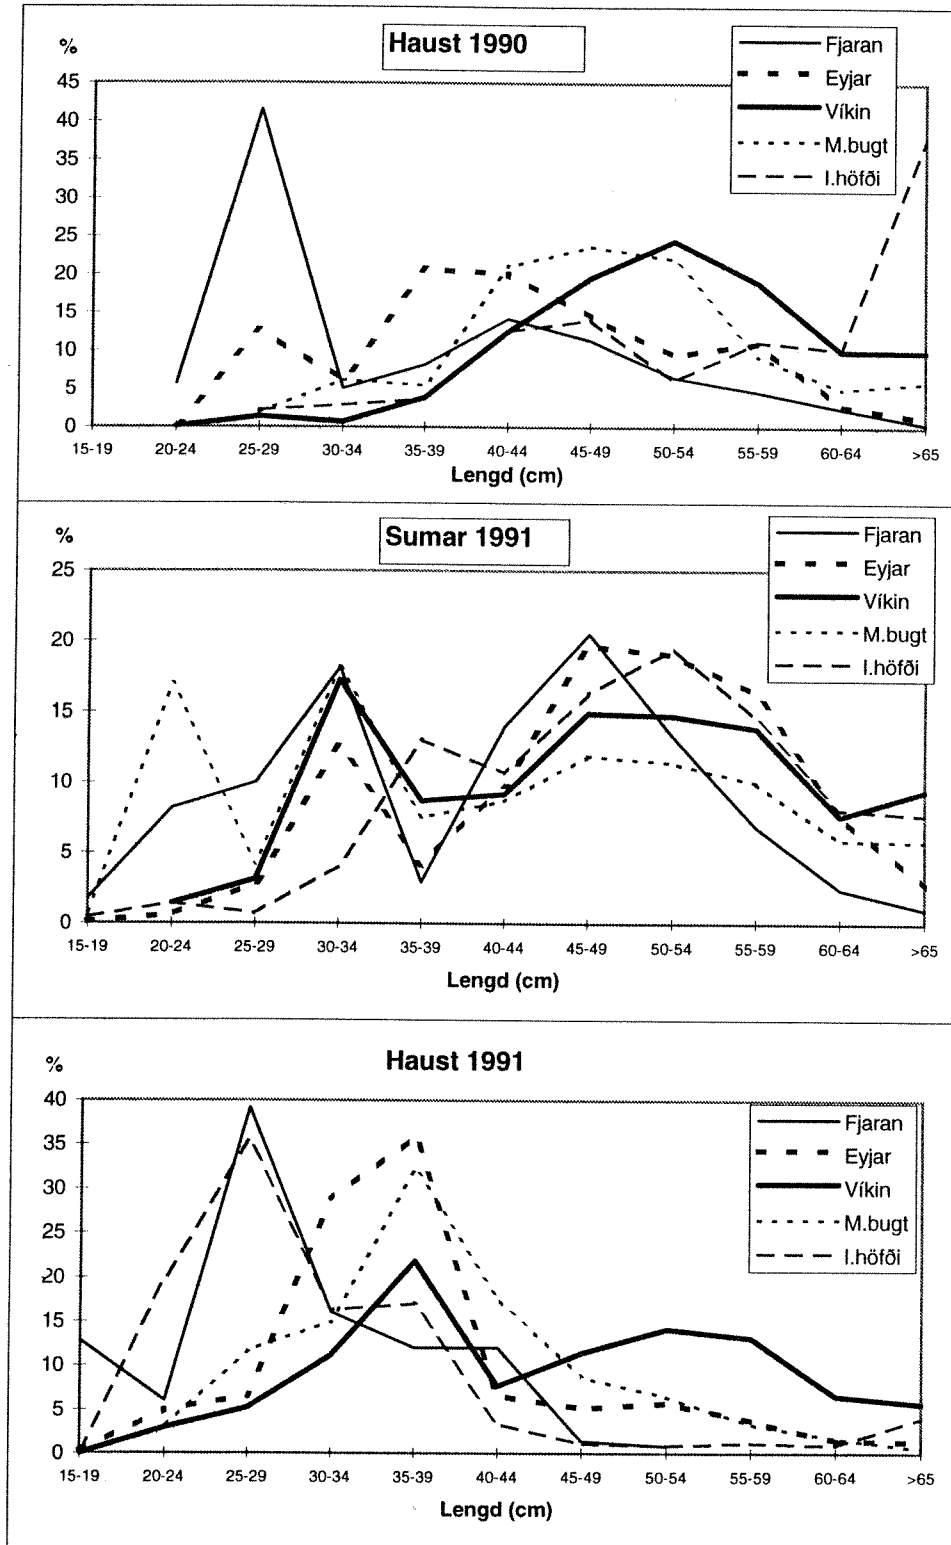 %
Haust 1990
Fjaran
Eyjar
Víkin
M.bugt
I.höfði
45
40
35
30
25
20
15
10
5
0
15-19 20-24 25-29 30-34 35-39 40-44 45-49 50-54 55-59 60-64 >65
Lengd (cm)
%
Sumar 1991
Fjaran
Eyjar
Víkin
M.bugt
I.höfði
25
20
15
10
5
0
15-19 20-24 25-29 30-34 35-39 40-44 45-49 50-54 55-59 60-64 >65
Lengd (cm)
%
Haust 1991
Fjaran
Eyjar
Víkin
M.bugt
I.höfði
40
35
30
25
20
15
10
5
0
15-19 20-24 25-29 30-34 35-39 40-44 45-49 50-54 55-59 60-64 >65
Lengd (cm)